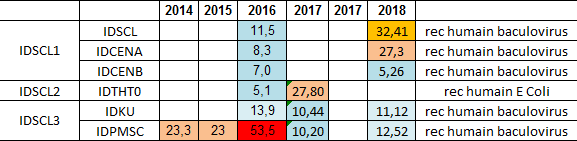 2014 2015 2016 2017 2017 2018
IDSCL1 IDSCL 11,5 32,41 rec humain baculovirus
IDCENA 8,3 27,3 rec humain baculovirus
IDCENB 7,0 5,26 rec humain baculovirus
IDSCL2 IDTHT0 5,1 27,80 rec humain E Coli
IDSCL3 IDKU 13,9 10,44 11,12 rec humain baculovirus
IDPMSC 23,3 23 53,5 10,20 12,52 rec humain baculovirus